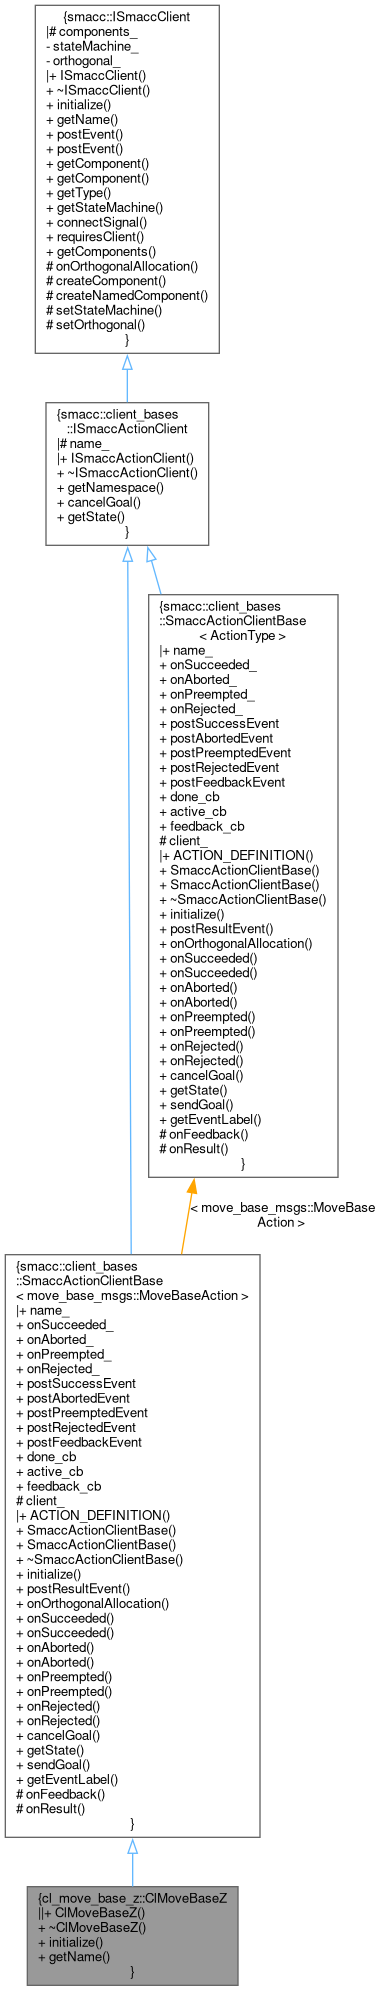 {smacc::ISmaccClient
|# components_
- stateMachine_
- orthogonal_
|+ ISmaccClient()
+ ~ISmaccClient()
+ initialize()
+ getName()
+ postEvent()
+ postEvent()
+ getComponent()
+ getComponent()
+ getType()
+ getStateMachine()
+ connectSignal()
+ requiresClient()
+ getComponents()
# onOrthogonalAllocation()
# createComponent()
# createNamedComponent()
# setStateMachine()
# setOrthogonal()
}
{smacc::client_bases
::ISmaccActionClient
|# name_
|+ ISmaccActionClient()
+ ~ISmaccActionClient()
+ getNamespace()
+ cancelGoal()
+ getState()
}
{smacc::client_bases
::SmaccActionClientBase
< ActionType >
|+ name_
+ onSucceeded_
+ onAborted_
+ onPreempted_
+ onRejected_
+ postSuccessEvent
+ postAbortedEvent
+ postPreemptedEvent
+ postRejectedEvent
+ postFeedbackEvent
+ done_cb
+ active_cb
+ feedback_cb
# client_
|+ ACTION_DEFINITION()
+ SmaccActionClientBase()
+ SmaccActionClientBase()
+ ~SmaccActionClientBase()
+ initialize()
+ postResultEvent()
+ onOrthogonalAllocation()
+ onSucceeded()
+ onSucceeded()
+ onAborted()
+ onAborted()
+ onPreempted()
+ onPreempted()
+ onRejected()
+ onRejected()
+ cancelGoal()
+ getState()
+ sendGoal()
+ getEventLabel()
# onFeedback()
# onResult()
}
< move_base_msgs::MoveBase
Action >
{smacc::client_bases
::SmaccActionClientBase
< move_base_msgs::MoveBaseAction >
|+ name_
+ onSucceeded_
+ onAborted_
+ onPreempted_
+ onRejected_
+ postSuccessEvent
+ postAbortedEvent
+ postPreemptedEvent
+ postRejectedEvent
+ postFeedbackEvent
+ done_cb
+ active_cb
+ feedback_cb
# client_
|+ ACTION_DEFINITION()
+ SmaccActionClientBase()
+ SmaccActionClientBase()
+ ~SmaccActionClientBase()
+ initialize()
+ postResultEvent()
+ onOrthogonalAllocation()
+ onSucceeded()
+ onSucceeded()
+ onAborted()
+ onAborted()
+ onPreempted()
+ onPreempted()
+ onRejected()
+ onRejected()
+ cancelGoal()
+ getState()
+ sendGoal()
+ getEventLabel()
# onFeedback()
# onResult()
}
{cl_move_base_z::ClMoveBaseZ
||+ ClMoveBaseZ()
+ ~ClMoveBaseZ()
+ initialize()
+ getName()
}